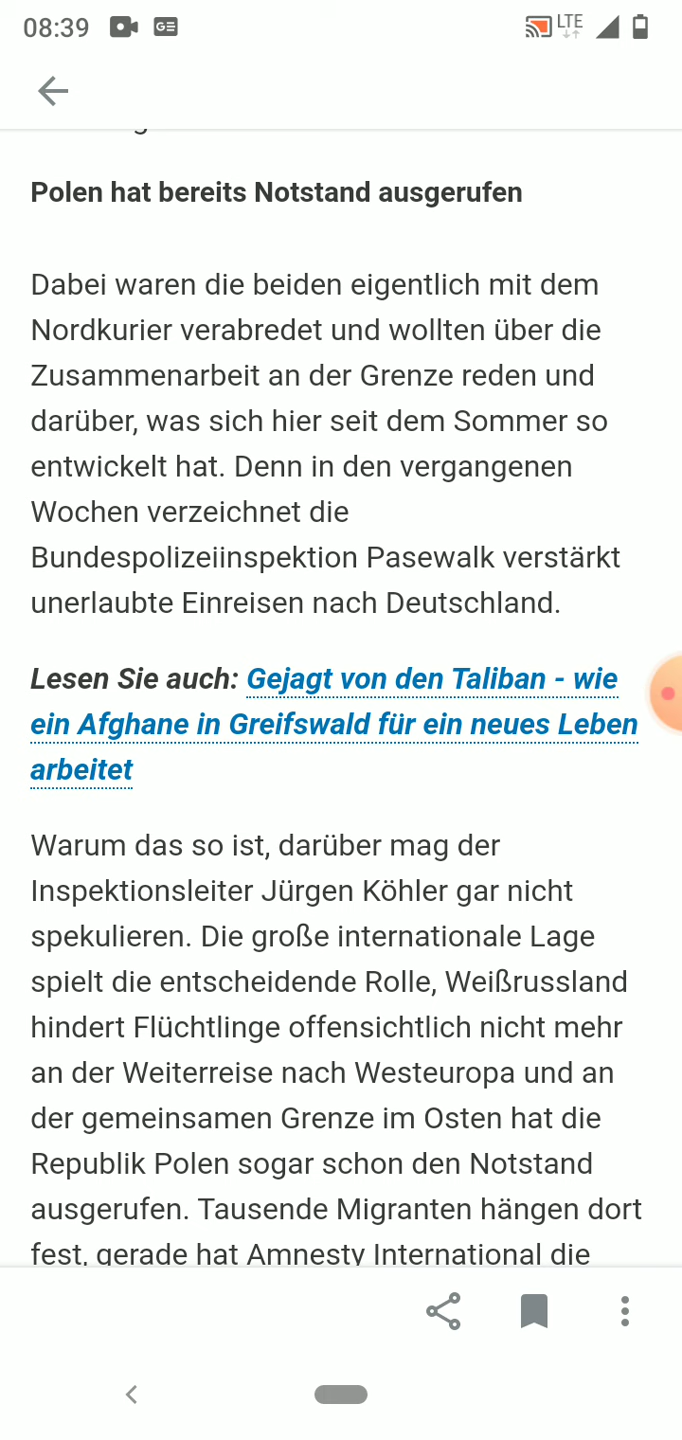 08:39
GE
LTE
Polen hat bereits Notstand ausgerufen
Dabei waren die beiden eigentlich mit dem
Nordkurier verabredet und wollten über die
Zusammenarbeit an der Grenze reden und
darüber, was sich hier seit dem Sommer so
entwickelt hat. Denn in den vergangenen
Wochen verzeichnet die
Bundespolizeiinspektion Pasewalk verstärkt
unerlaubte Einreisen nach Deutschland.
Lesen Sie auch: Gejagt von den Taliban - wie
ein Afghane in Greifswald für ein neues Leben
arbeitet
Warum das so ist, darüber mag der
Inspektionsleiter Jürgen Köhler gar nicht
spekulieren. Die große internationale Lage
spielt die entscheidende Rolle, Weißrussland
hindert Flüchtlinge offensichtlich nicht mehr
an der Weiterreise nach Westeuropa und an
der gemeinsamen Grenze im Osten hat die
Republik Polen sogar schon den Notstand
ausgerufen. Tausende Migranten hängen dort
fest, gerade hat Amnesty International die